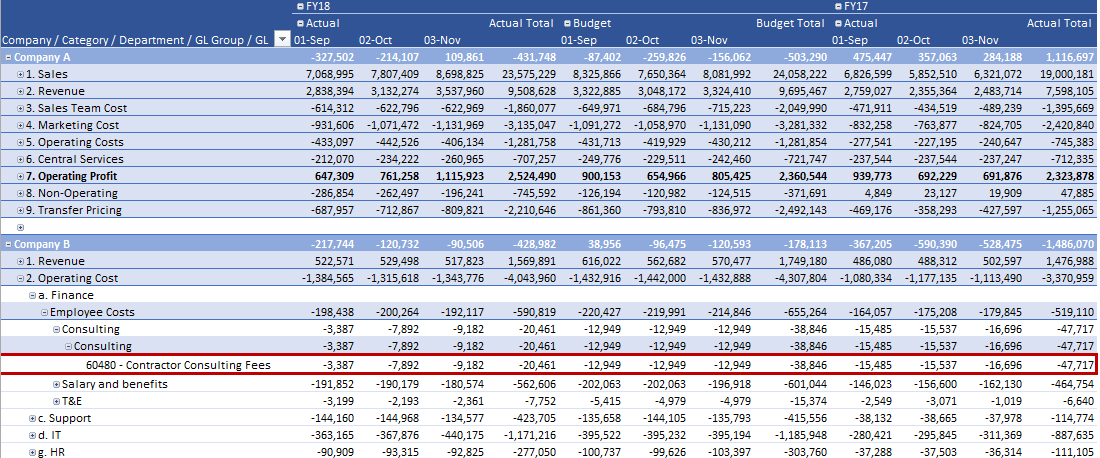 FY18 FY17
Actual Actual Total Budget Budget Total Actual Actual Total
Company / Category / Department / GL Group / GL 01-Sep 02-Oct 03-Nov 01-Sep 02-Oct 03-Nov 01-Sep 02-Oct 03-Nov
Company A -327,502 -214,107 109,861 -431,748 -87,402 -259,826 -156,062 -503,290 475,447 357,063 284,188 1,116,697
1. Sales 7,068,995 7,807,409 8,698,825 23,575,229 8,325,866 7,650,364 8,081,992 24,058,222 6,826,599 5,852,510 6,321,072 19,000,181
2. Revenue 2,838,394 3,132,274 3,537,960 9,508,628 3,322,885 3,048,172 3,324,410 9,695,467 2,759,027 2,355,364 2,483,714 7,598,105
3. Sales Team Cost -614,312 -622,796 -622,969 -1,860,077 -649,971 -684,796 -715,223 -2,049,990 -471,911 -434,519 -489,239 -1,395,669
4. Marketing Cost -931,606 -1,071,472 -1,131,969 -3,135,047 -1,091,272 -1,058,970 -1,131,090 -3,281,332 -832,258 -763,877 -824,705 -2,420,840
5. Operating Costs -433,097 -442,526 -406,134 -1,281,758 -431,713 -419,929 -430,212 -1,281,854 -277,541 -227,195 -240,647 -745,383
6. Central Services -212,070 -234,222 -260,965 -707,257 -249,776 -229,511 -242,460 -721,747 -237,544 -237,544 -237,247 -712,335
7. Operating Profit 647,309 761,258 1,115,923 2,524,490 900,153 654,966 805,425 2,360,544 939,773 692,229 691,876 2,323,878
8. Non-Operating -286,854 -262,497 -196,241 -745,592 -126,194 -120,982 -124,515 -371,691 4,849 23,127 19,909 47,885
9. Transfer Pricing -687,957 -712,867 -809,821 -2,210,646 -861,360 -793,810 -836,972 -2,492,143 -469,176 -358,293 -427,597 -1,255,065
Company B -217,744 -120,732 -90,506 -428,982 38,956 -96,475 -120,593 -178,113 -367,205 -590,390 -528,475 -1,486,070
1. Revenue 522,571 529,498 517,823 1,569,891 616,022 562,682 570,477 1,749,180 486,080 488,312 502,597 1,476,988
2. Operating Cost -1,384,565 -1,315,618 -1,343,776 -4,043,960 -1,432,916 -1,442,000 -1,432,888 -4,307,804 -1,080,334 -1,177,135 -1,113,490 -3,370,959
a. Finance
Employee Costs -198,438 -200,264 -192,117 -590,819 -220,427 -219,991 -214,846 -655,264 -164,057 -175,208 -179,845 -519,110
Consulting -3,387 -7,892 -9,182 -20,461 -12,949 -12,949 -12,949 -38,846 -15,485 -15,537 -16,696 -47,717
Consulting -3,387 -7,892 -9,182 -20,461 -12,949 -12,949 -12,949 -38,846 -15,485 -15,537 -16,696 -47,717
60480 - Contractor Consulting Fees -3,387 -7,892 -9,182 -20,461 -12,949 -12,949 -12,949 -38,846 -15,485 -15,537 -16,696 -47,717
Salary and benefits -191,852 -190,179 -180,574 -562,606 -202,063 -202,063 -196,918 -601,044 -146,023 -156,600 -162,130 -464,754
T&E -3,199 -2,193 -2,361 -7,752 -5,415 -4,979 -4,979 -15,374 -2,549 -3,071 -1,019 -6,640
c. Support -144,160 -144,968 -134,577 -423,705 -135,658 -144,105 -135,793 -415,556 -38,132 -38,665 -37,978 -114,774
d. IT -363,165 -367,876 -440,175 -1,171,216 -395,522 -395,232 -395,194 -1,185,948 -280,421 -295,845 -311,369 -887,635
g. HR -90,909 -93,315 -92,825 -277,050 -100,737 -99,626 -103,397 -303,760 -37,288 -37,503 -36,314 -111,105